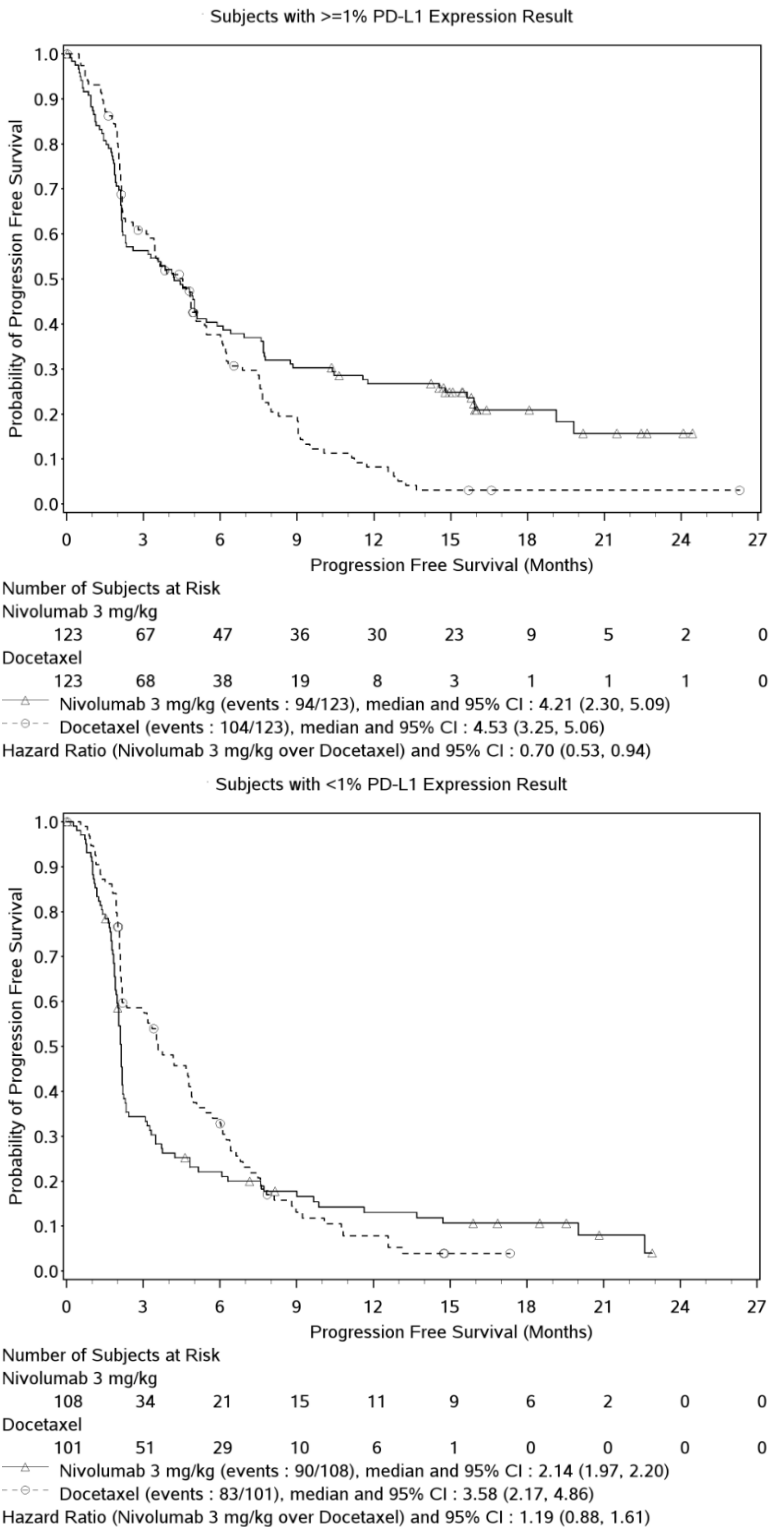 Subjects with >=1% PD-L1 Expression Result
Probability of Progression Free Survival
1.0
0.9
0.8
0.7
0.6
0.5
0.4
0.3
0.2
0.1
0.0
0 3 6 9 12 15 18 21 24 27
Progression Free Survival (Months)
Number of Subjects at Risk
Nivolumab 3 mg/kg
123 67 47 36 30 23 9 5 2 0
Docetaxel
123 68 38 19 8 3 1 1 1 0
Nivolumab 3 mg/kg (events : 94/123), median and 95% CI : 4.21 (2.30, 5.09)
Docetaxel (events : 104/123), median and 95% CI : 4.53 (3.25, 5.06)
Hazard Ratio (Nivolumab 3 mg/kg over Docetaxel) and 95% CI : 0.70 (0.53, 0.94)
Subjects with <1% PD-L1 Expression Result
Probability of Progression Free Survival
1.0
0.9
0.8
0.7
0.6
0.5
0.4
0.3
0.2
0.1
0.0
0 3 6 9 12 15 18 21 24 27
Progression Free Survival (Months)
Number of Subjects at Risk
Nivolumab 3 mg/kg
108 34 21 15 11 9 6 2 0 0
Docetaxel
101 51 29 10 6 1 0 0 0 0
Nivolumab 3 mg/kg (events : 90/108), median and 95% CI : 2.14 (1.97, 2.20)
Docetaxel (events : 83/101), median and 95% CI : 3.58 (2.17, 4.86)
Hazard Ratio (Nivolumab 3 mg/kg over Docetaxel) and 95% CI : 1.19 (0.88, 1.61)